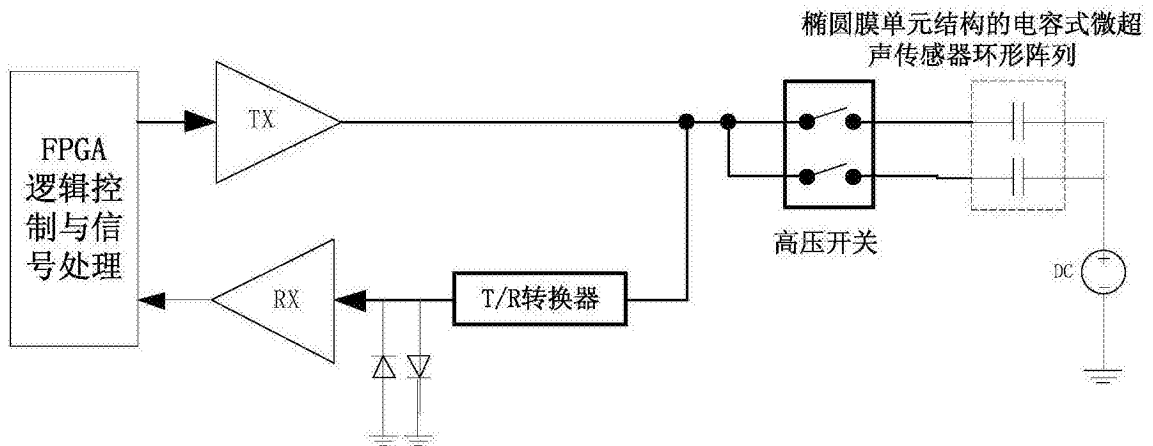 椭圆膜单元结构的电容式微超
声传感器环形阵列
TX
FPGA
逻辑控
制与信
号处理
高压开关
DC
RX
T/R转换器